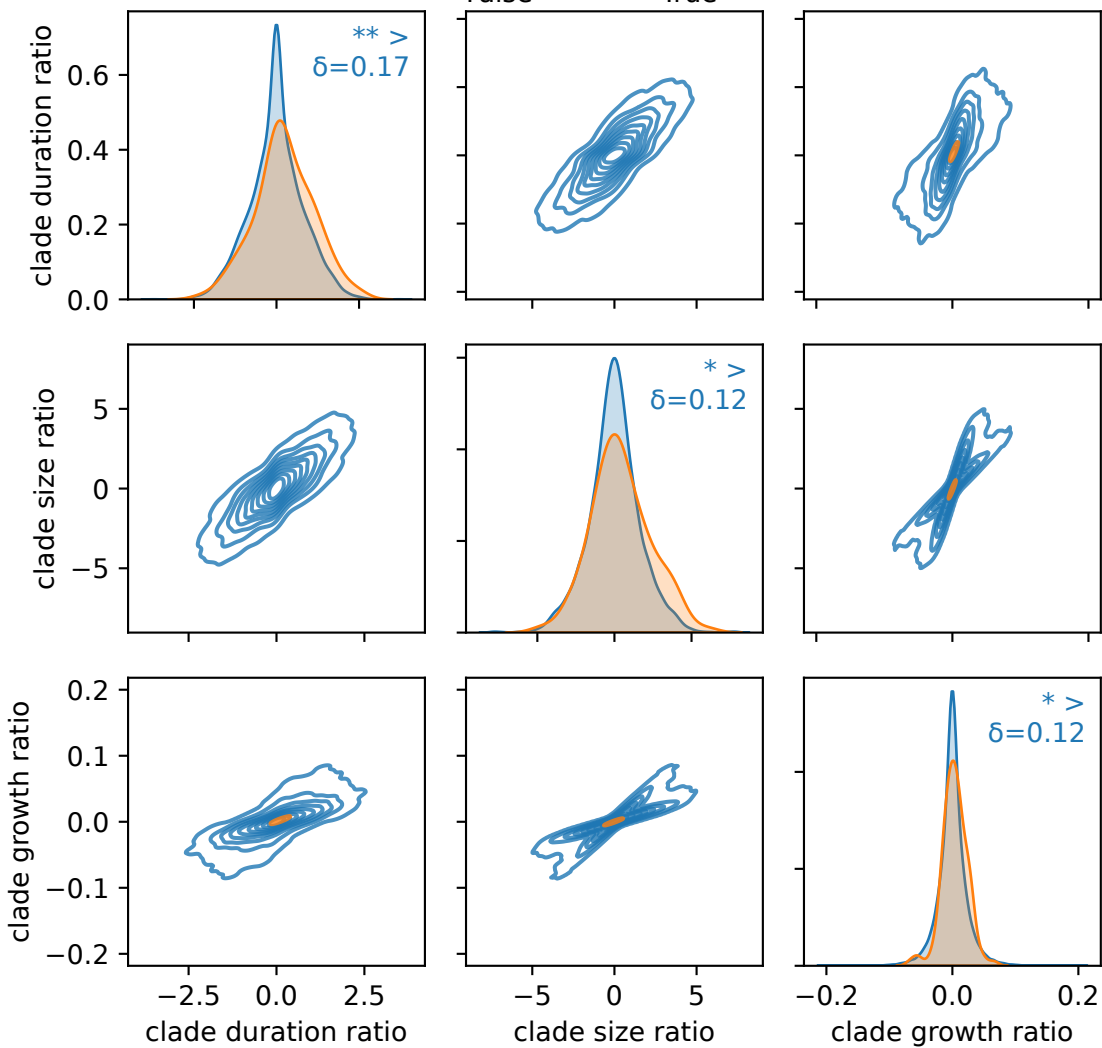 False True
clade duration ratio
0.6
0.4
0.2
0.0
** >
δ=0.17
clade size ratio
5
0
−5
* >
δ=0.12
clade growth ratio
0.2
0.1
0.0
−0.1
−0.2
* >
δ=0.12
−2.5 0.0 2.5
−5 0 5
−0.2 0.0 0.2
clade duration ratio
clade size ratio
clade growth ratio